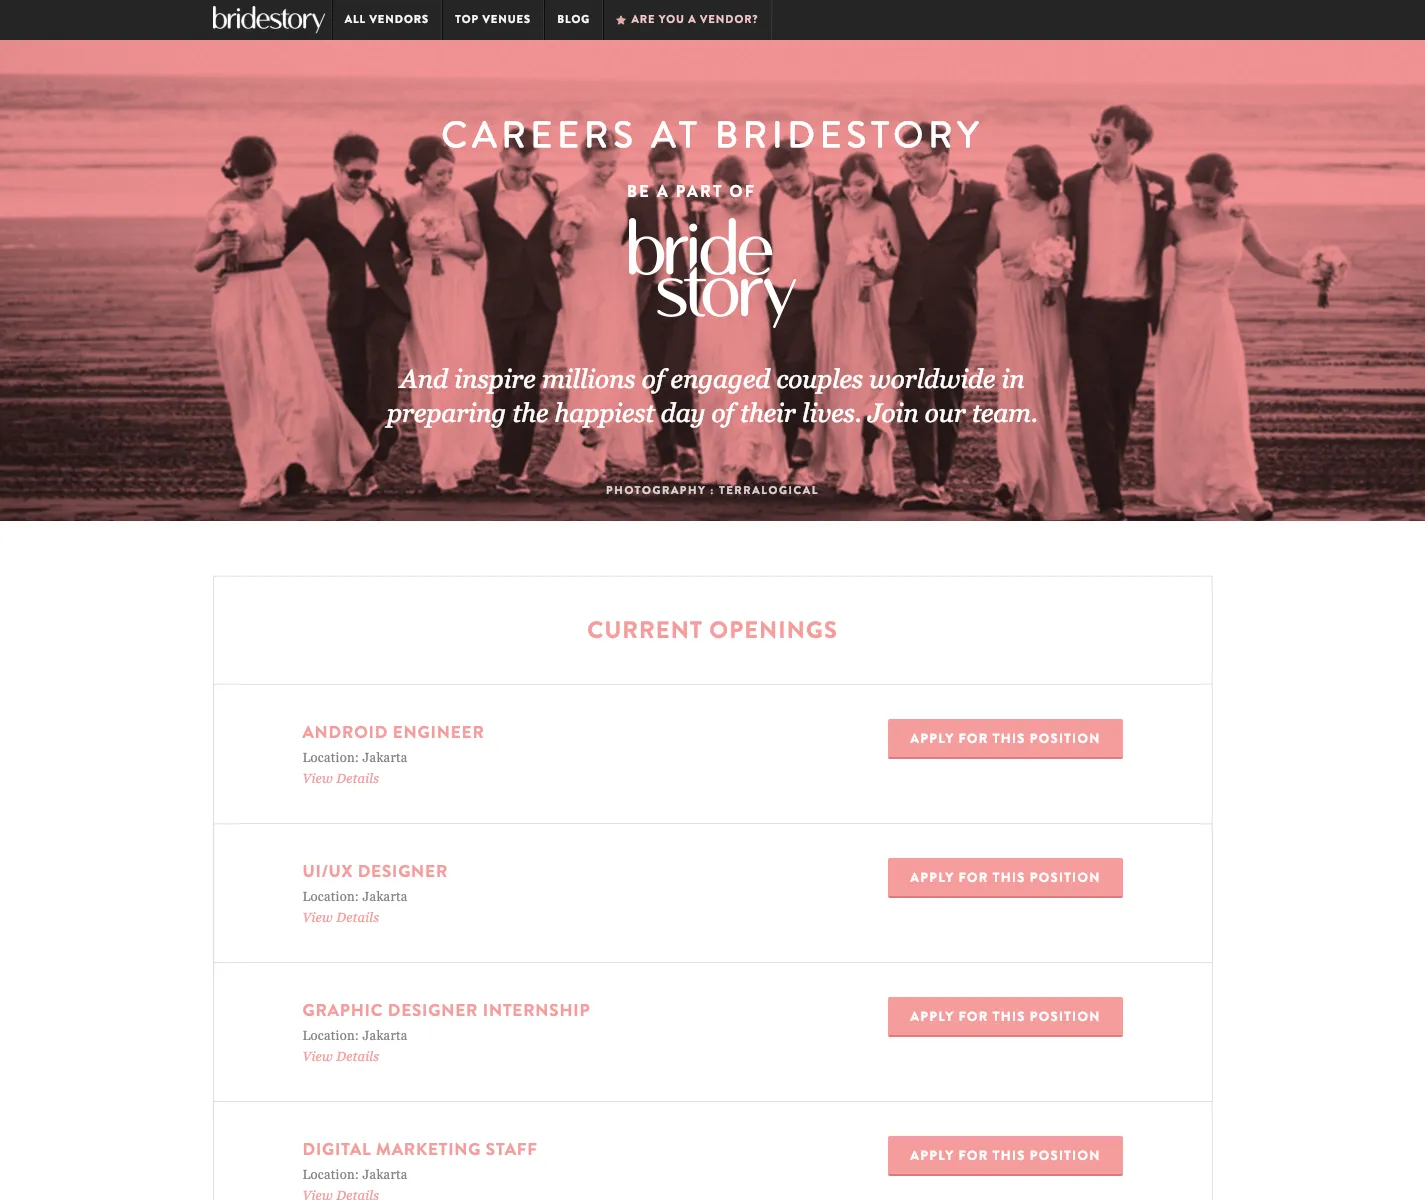 bridestory
ALL VENDORS
TOP VENUES
BLOG
ARE YOU A VENDOR?
CAREERS AT BRIDESTORY
BE A PART OF
bride
story
And inspire millions of engaged couples worldwide in
preparing the happiest day of their lives. Join our team.
PHOTOGRAPHY : TERRALOGICAL
CURRENT OPENINGS
ANDROID ENGINEER
Location: Jakarta
View Details
APPLY FOR THIS POSITION
UI/UX DESIGNER
Location: Jakarta
View Details
APPLY FOR THIS POSITION
GRAPHIC DESIGNER INTERNSHIP
Location: Jakarta
View Details
APPLY FOR THIS POSITION
DIGITAL MARKETING STAFF
Location: Jakarta
View Details
APPLY FOR THIS POSITION